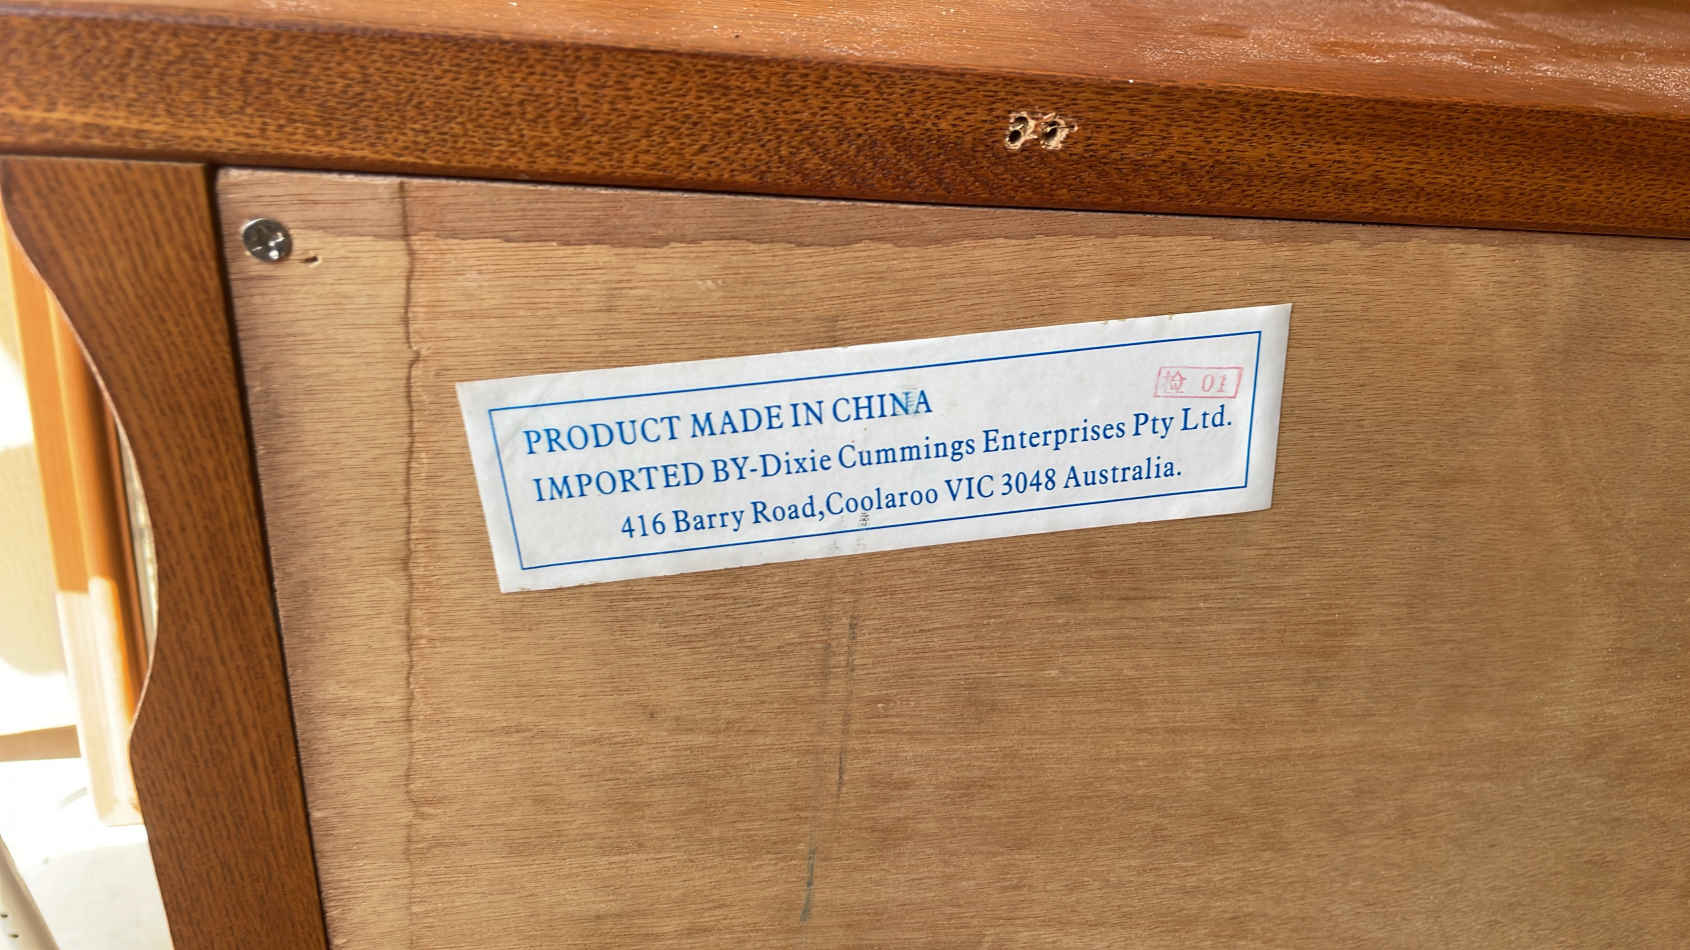 PRODUCT MADE IN CHINA
检 01
IMPORTED BY-Dixie Cummings Enterprises Pty Ltd.
416 Barry Road,Coolaroo VIC 3048 Australia.